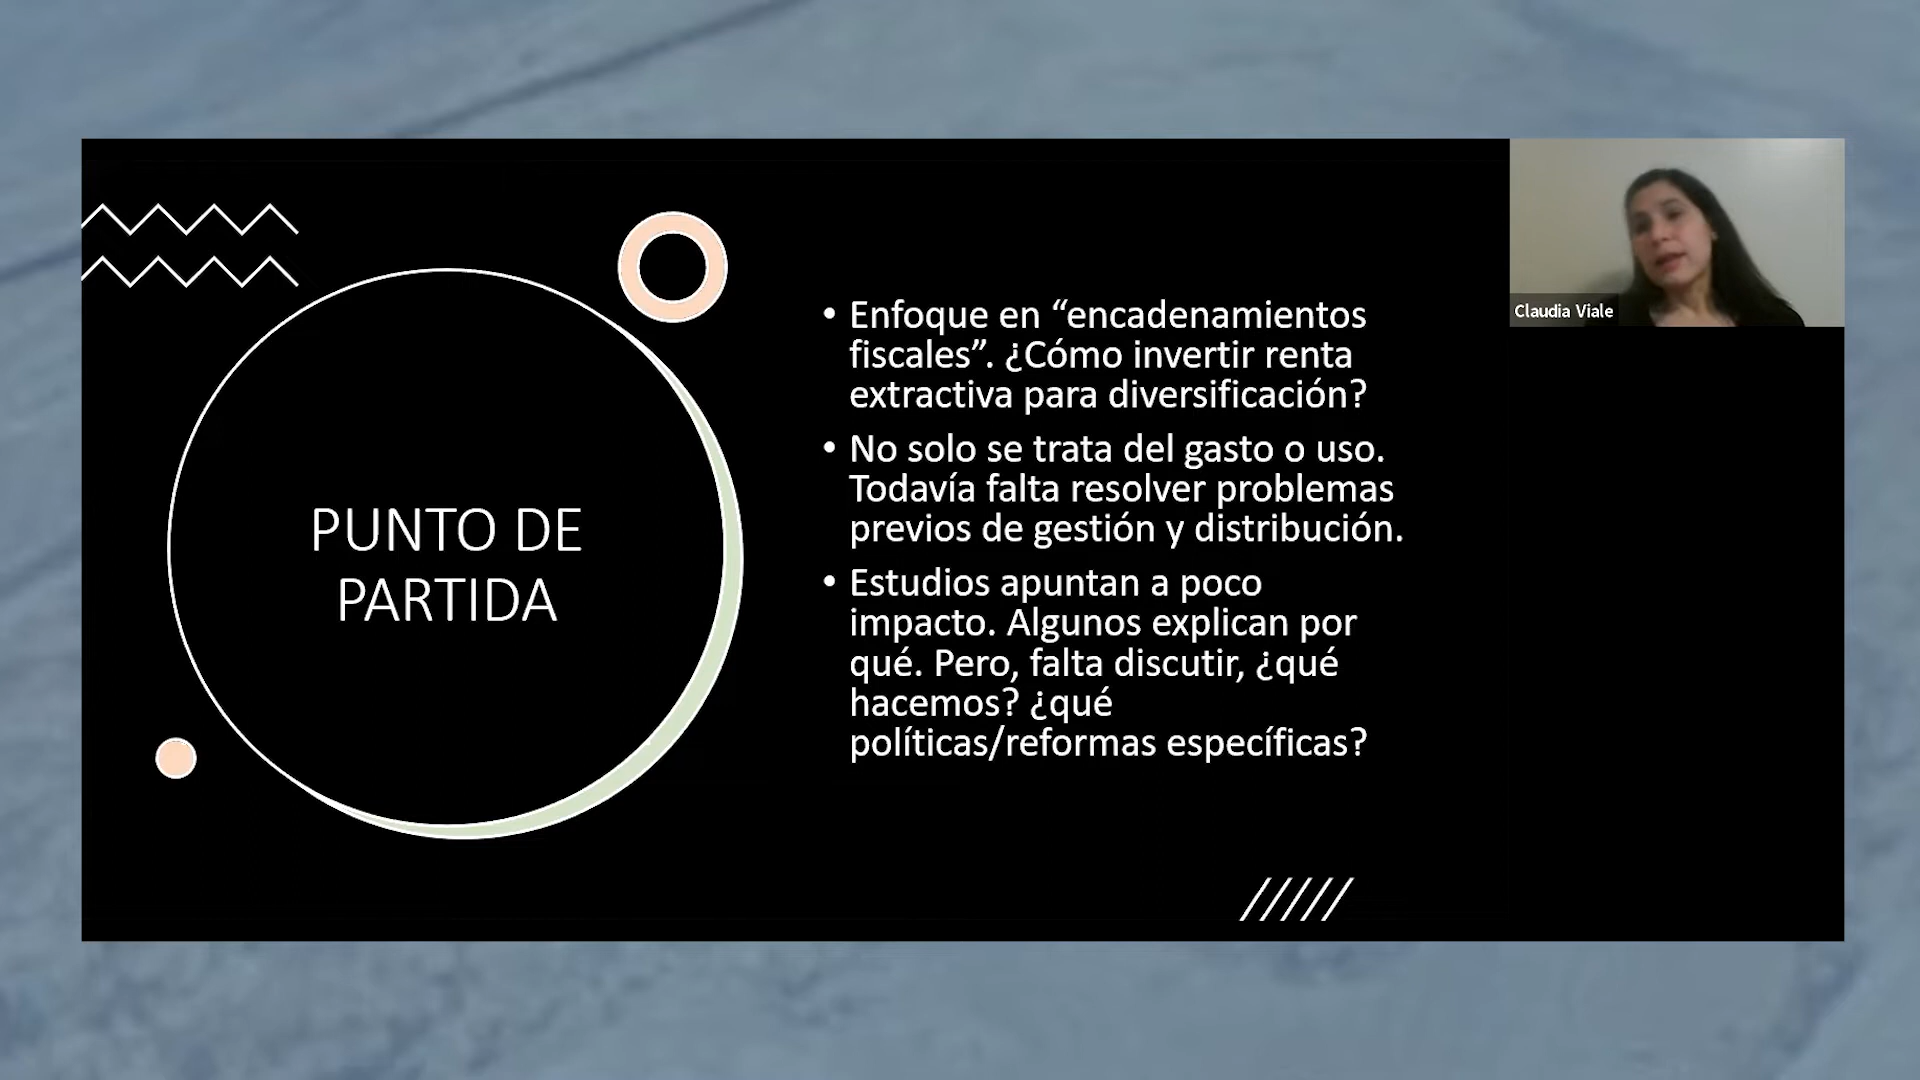 PUNTO DE
PARTIDA
• Enfoque en “encadenamientos
fiscales”. ¿Cómo invertir renta
extractiva para diversificación?
• No solo se trata del gasto o uso.
Todavía falta resolver problemas
previos de gestión y distribución.
• Estudios apuntan a poco
impacto. Algunos explican por
qué. Pero, falta discutir, ¿qué
hacemos? ¿qué
políticas/reformas específicas?
Claudia Viale